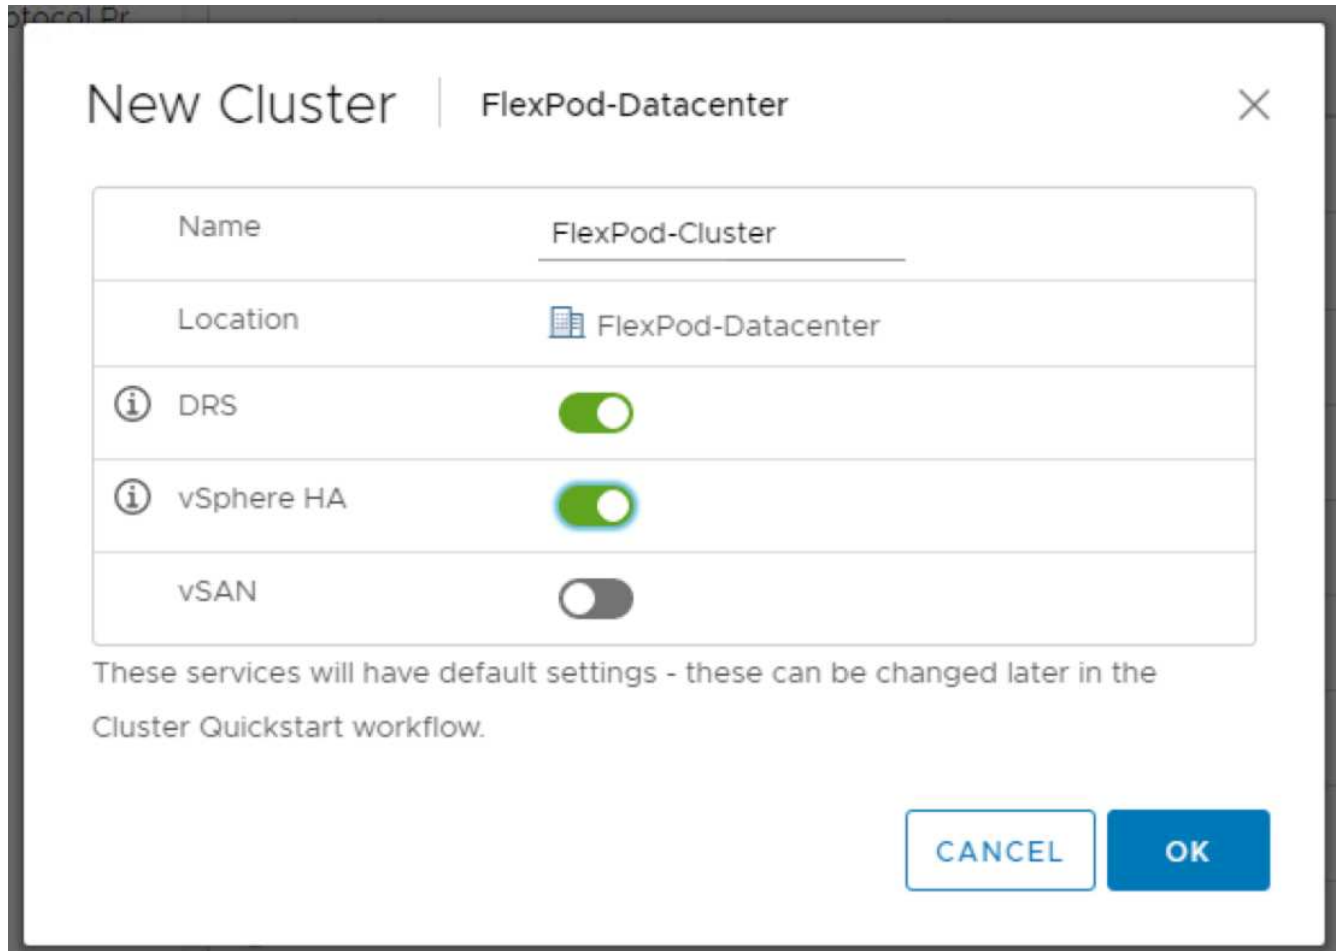 New Cluster FlexPod-Datacenter
Name FlexPod-Cluster
Location FlexPod-Datacenter
DRS
vSphere HA
vSAN
These services will have default settings - these can be changed later in the
Cluster Quickstart workflow.
CANCEL OK